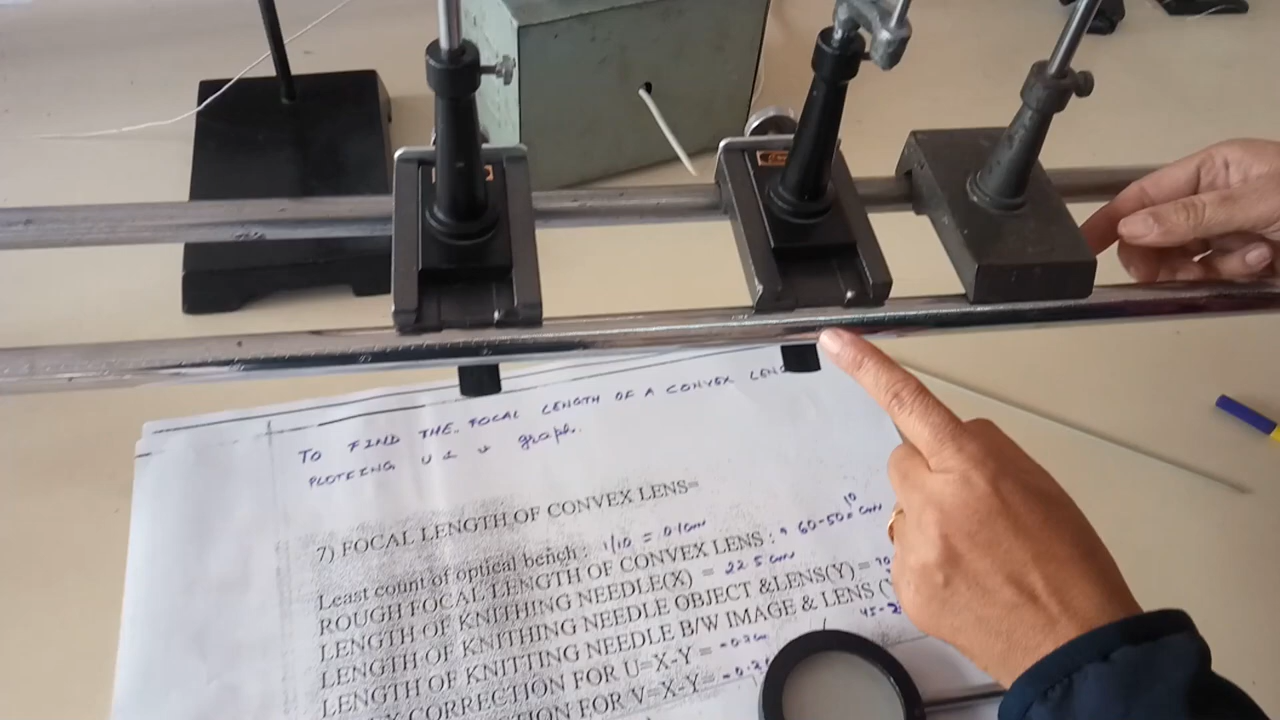 TO FIND THE FOCAL LENGTH OF A CONVEX LENS
PLOTEING U & v graph.
7) FOCAL LENGTH OF CONVEX LENS=
Least count of optical bench : 1/10 = 0.1cm
ROUGH FOCAL LENGTH OF CONVEX LENS : 60-50= 10 cm
LENGTH OF KNITHING NEEDLE(X) = 22.5 cm
LENGTH OF KNITHING NEEDLE OBJECT &LENS(Y) =
LENGTH OF KNITTING NEEDLE B/W IMAGE & LENS
CORRECTION FOR U=X-Y =
FOR V=X-Y=